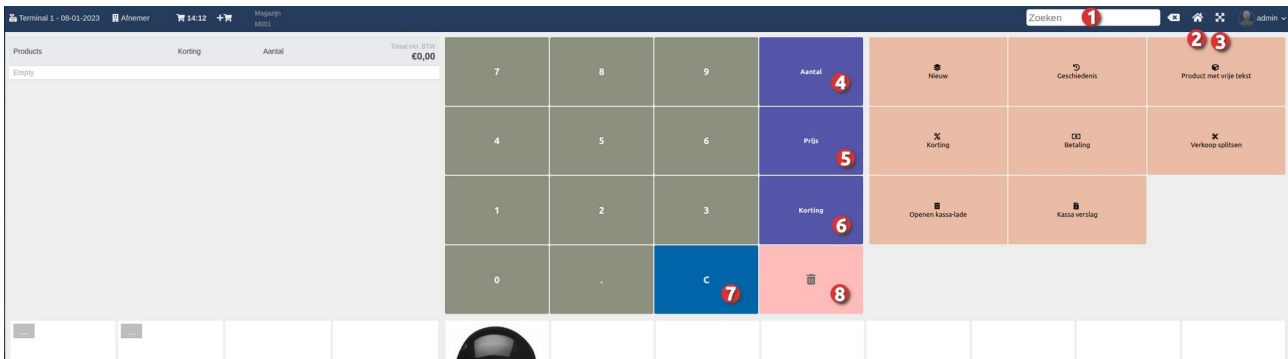 Terminal 1 - 08-01-2023 Afnemer 14:12 Magazijn
M001
Zoeken 1 admin
2 3
Products Korting Aantal Totaal incl. BTW
€0,00
Empty
7 8 9 Aantal 4
Nieuw Geschiedenis Product met vrije tekst
4 5 6 Prijs 5
Korting Betaling Verkoop splitsen
1 2 3 Korting 6
Openen kassa-lade Kassa verslag
0 . C 7 8
... ...